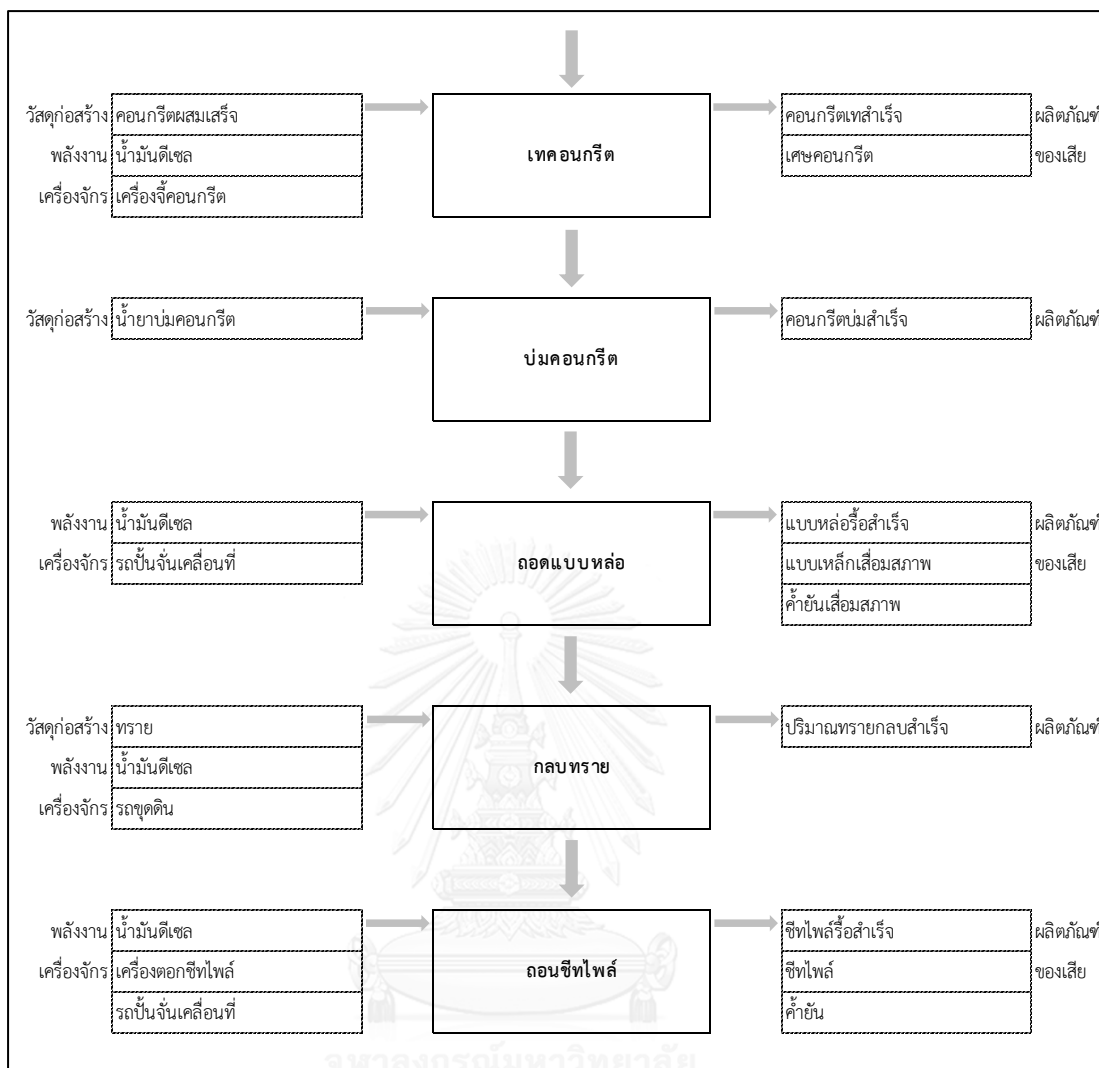 วัสดุก่อสร้าง คอนกรีตผสมเสร็จ คอนกรีตเทสำเร็จ ผลิตภัณฑ์
พลังงาน น้ำมันดีเซล เทคอนกรีต เศษคอนกรีต ของเสีย
เครื่องจักร เครื่องจี้คอนกรีต
วัสดุก่อสร้าง น้ำยาบ่มคอนกรีต คอนกรีตบ่มสำเร็จ ผลิตภัณฑ์
บ่มคอนกรีต
พลังงาน น้ำมันดีเซล แบบหล่อรื้อสำเร็จ ผลิตภัณฑ์
เครื่องจักร รถปั้นจั่นเคลื่อนที่ ถอดแบบหล่อ แบบเหล็กเสื่อมสภาพ ของเสีย
ค้ำยันเสื่อมสภาพ
วัสดุก่อสร้าง ทราย ปริมาณทรายกลบสำเร็จ ผลิตภัณฑ์
พลังงาน น้ำมันดีเซล กลบทราย
เครื่องจักร รถขุดดิน
พลังงาน น้ำมันดีเซล ชีทไพล์รื้อสำเร็จ ผลิตภัณฑ์
เครื่องจักร เครื่องตอกชีทไพล์ ถอนชีทไพล์ ชีทไพล์ ของเสีย
รถปั้นจั่นเคลื่อนที่ ค้ำยัน
จุฬาลงกรณ์มหาวิทยาลัย